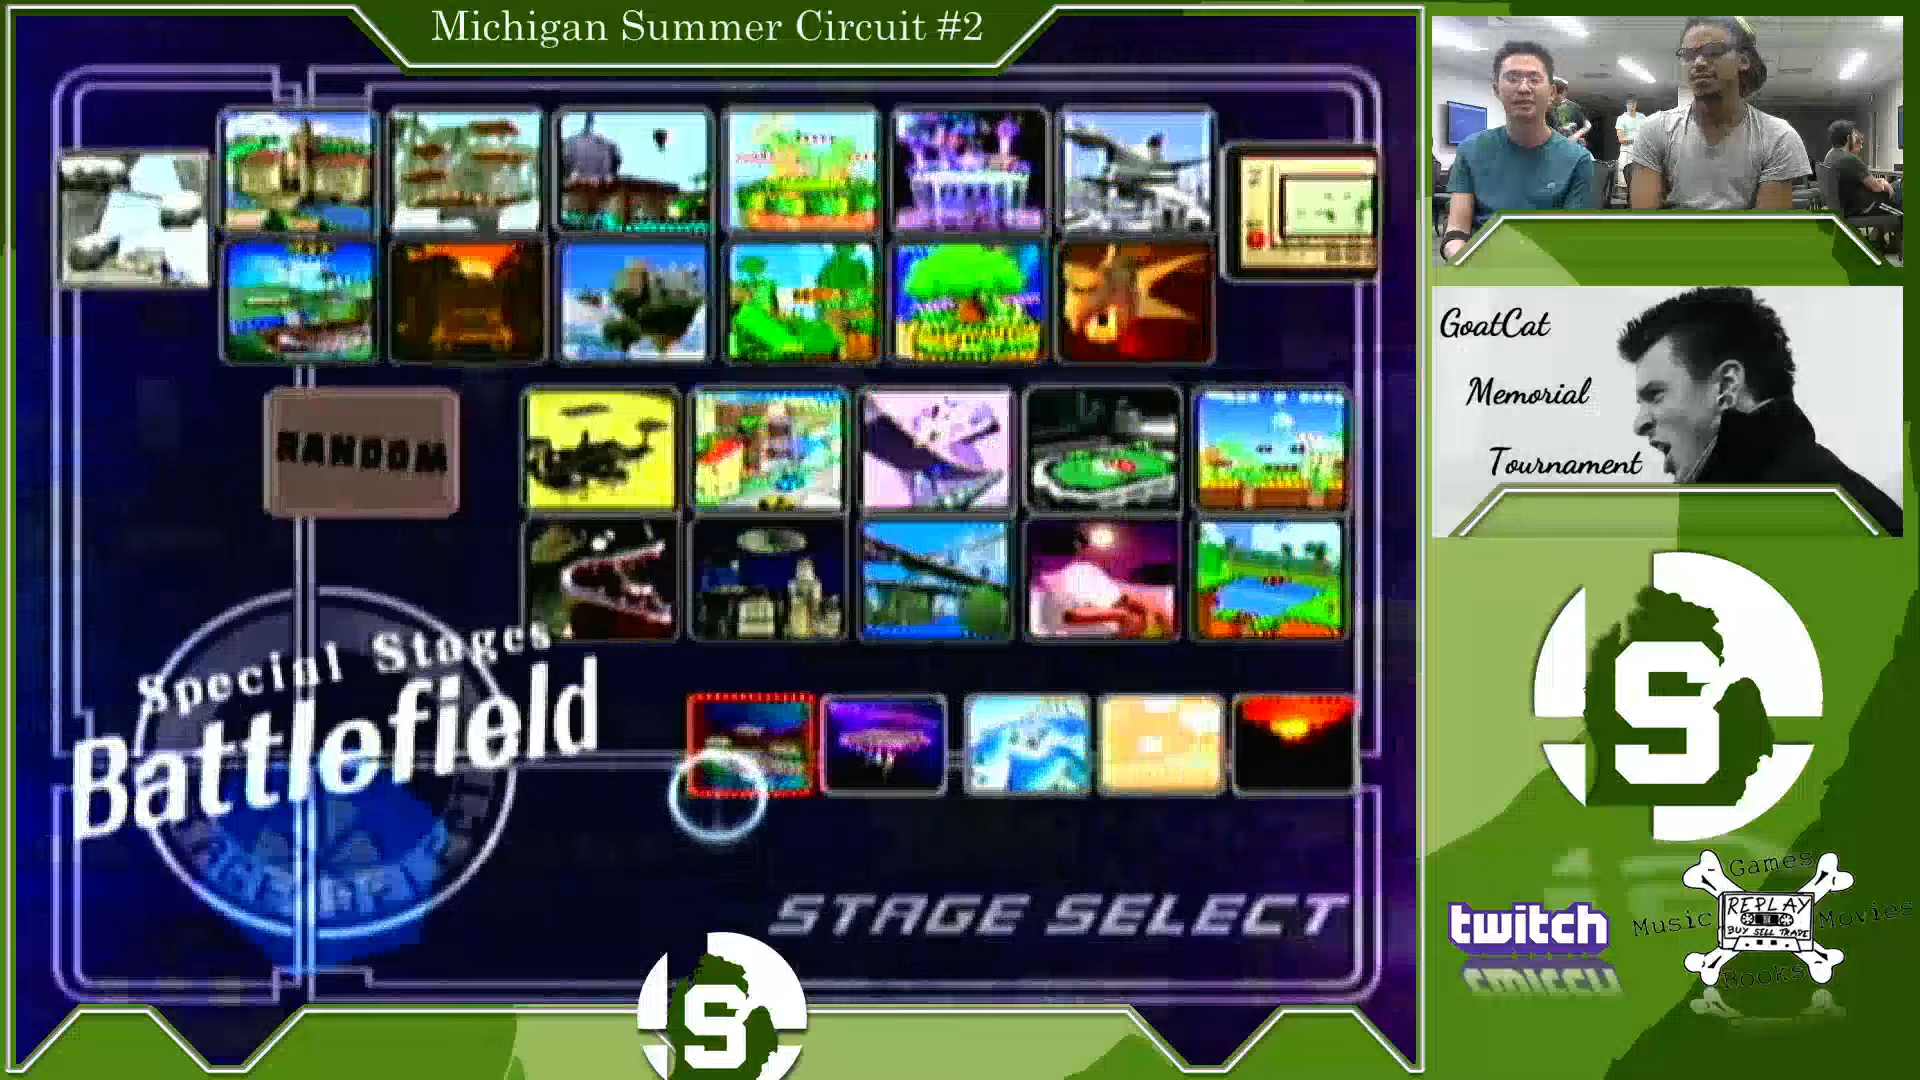 Michigan Summer Circuit #2
RANDOM
Special Stages
Battlefield
STAGE SELECT
GoatCat
Memorial
Tournament
S
S
twitch
Games
Music
REPLAY
BUY SELL TRADE
Movies
Books